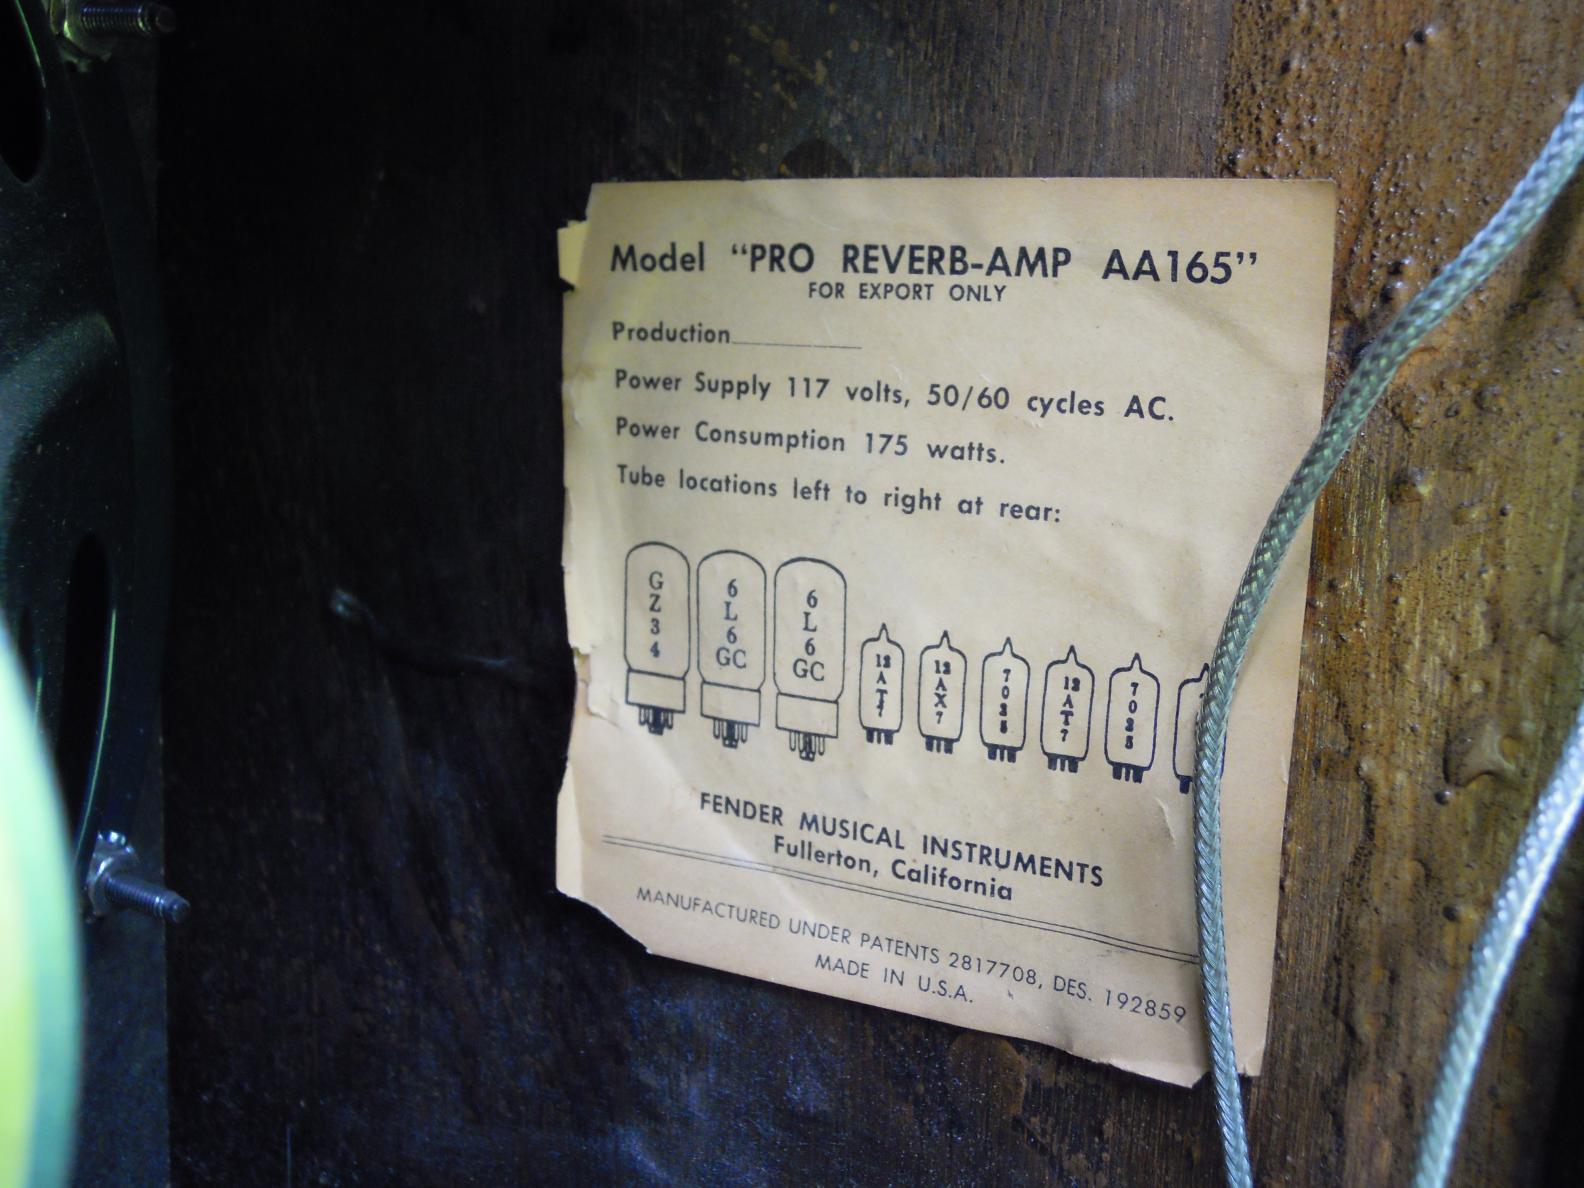 Model “PRO REVERB-AMP AA165”
FOR EXPORT ONLY
Production
Power Supply 117 volts, 50/60 cycles AC.
Power Consumption 175 watts.
Tube locations left to right at rear:
GZ34 6L6GC 6L6GC 12AT7 12AX7 7025 12AT7 7025
FENDER MUSICAL INSTRUMENTS
Fullerton, California
MANUFACTURED UNDER PATENTS 2817708, DES. 192859
MADE IN U.S.A.